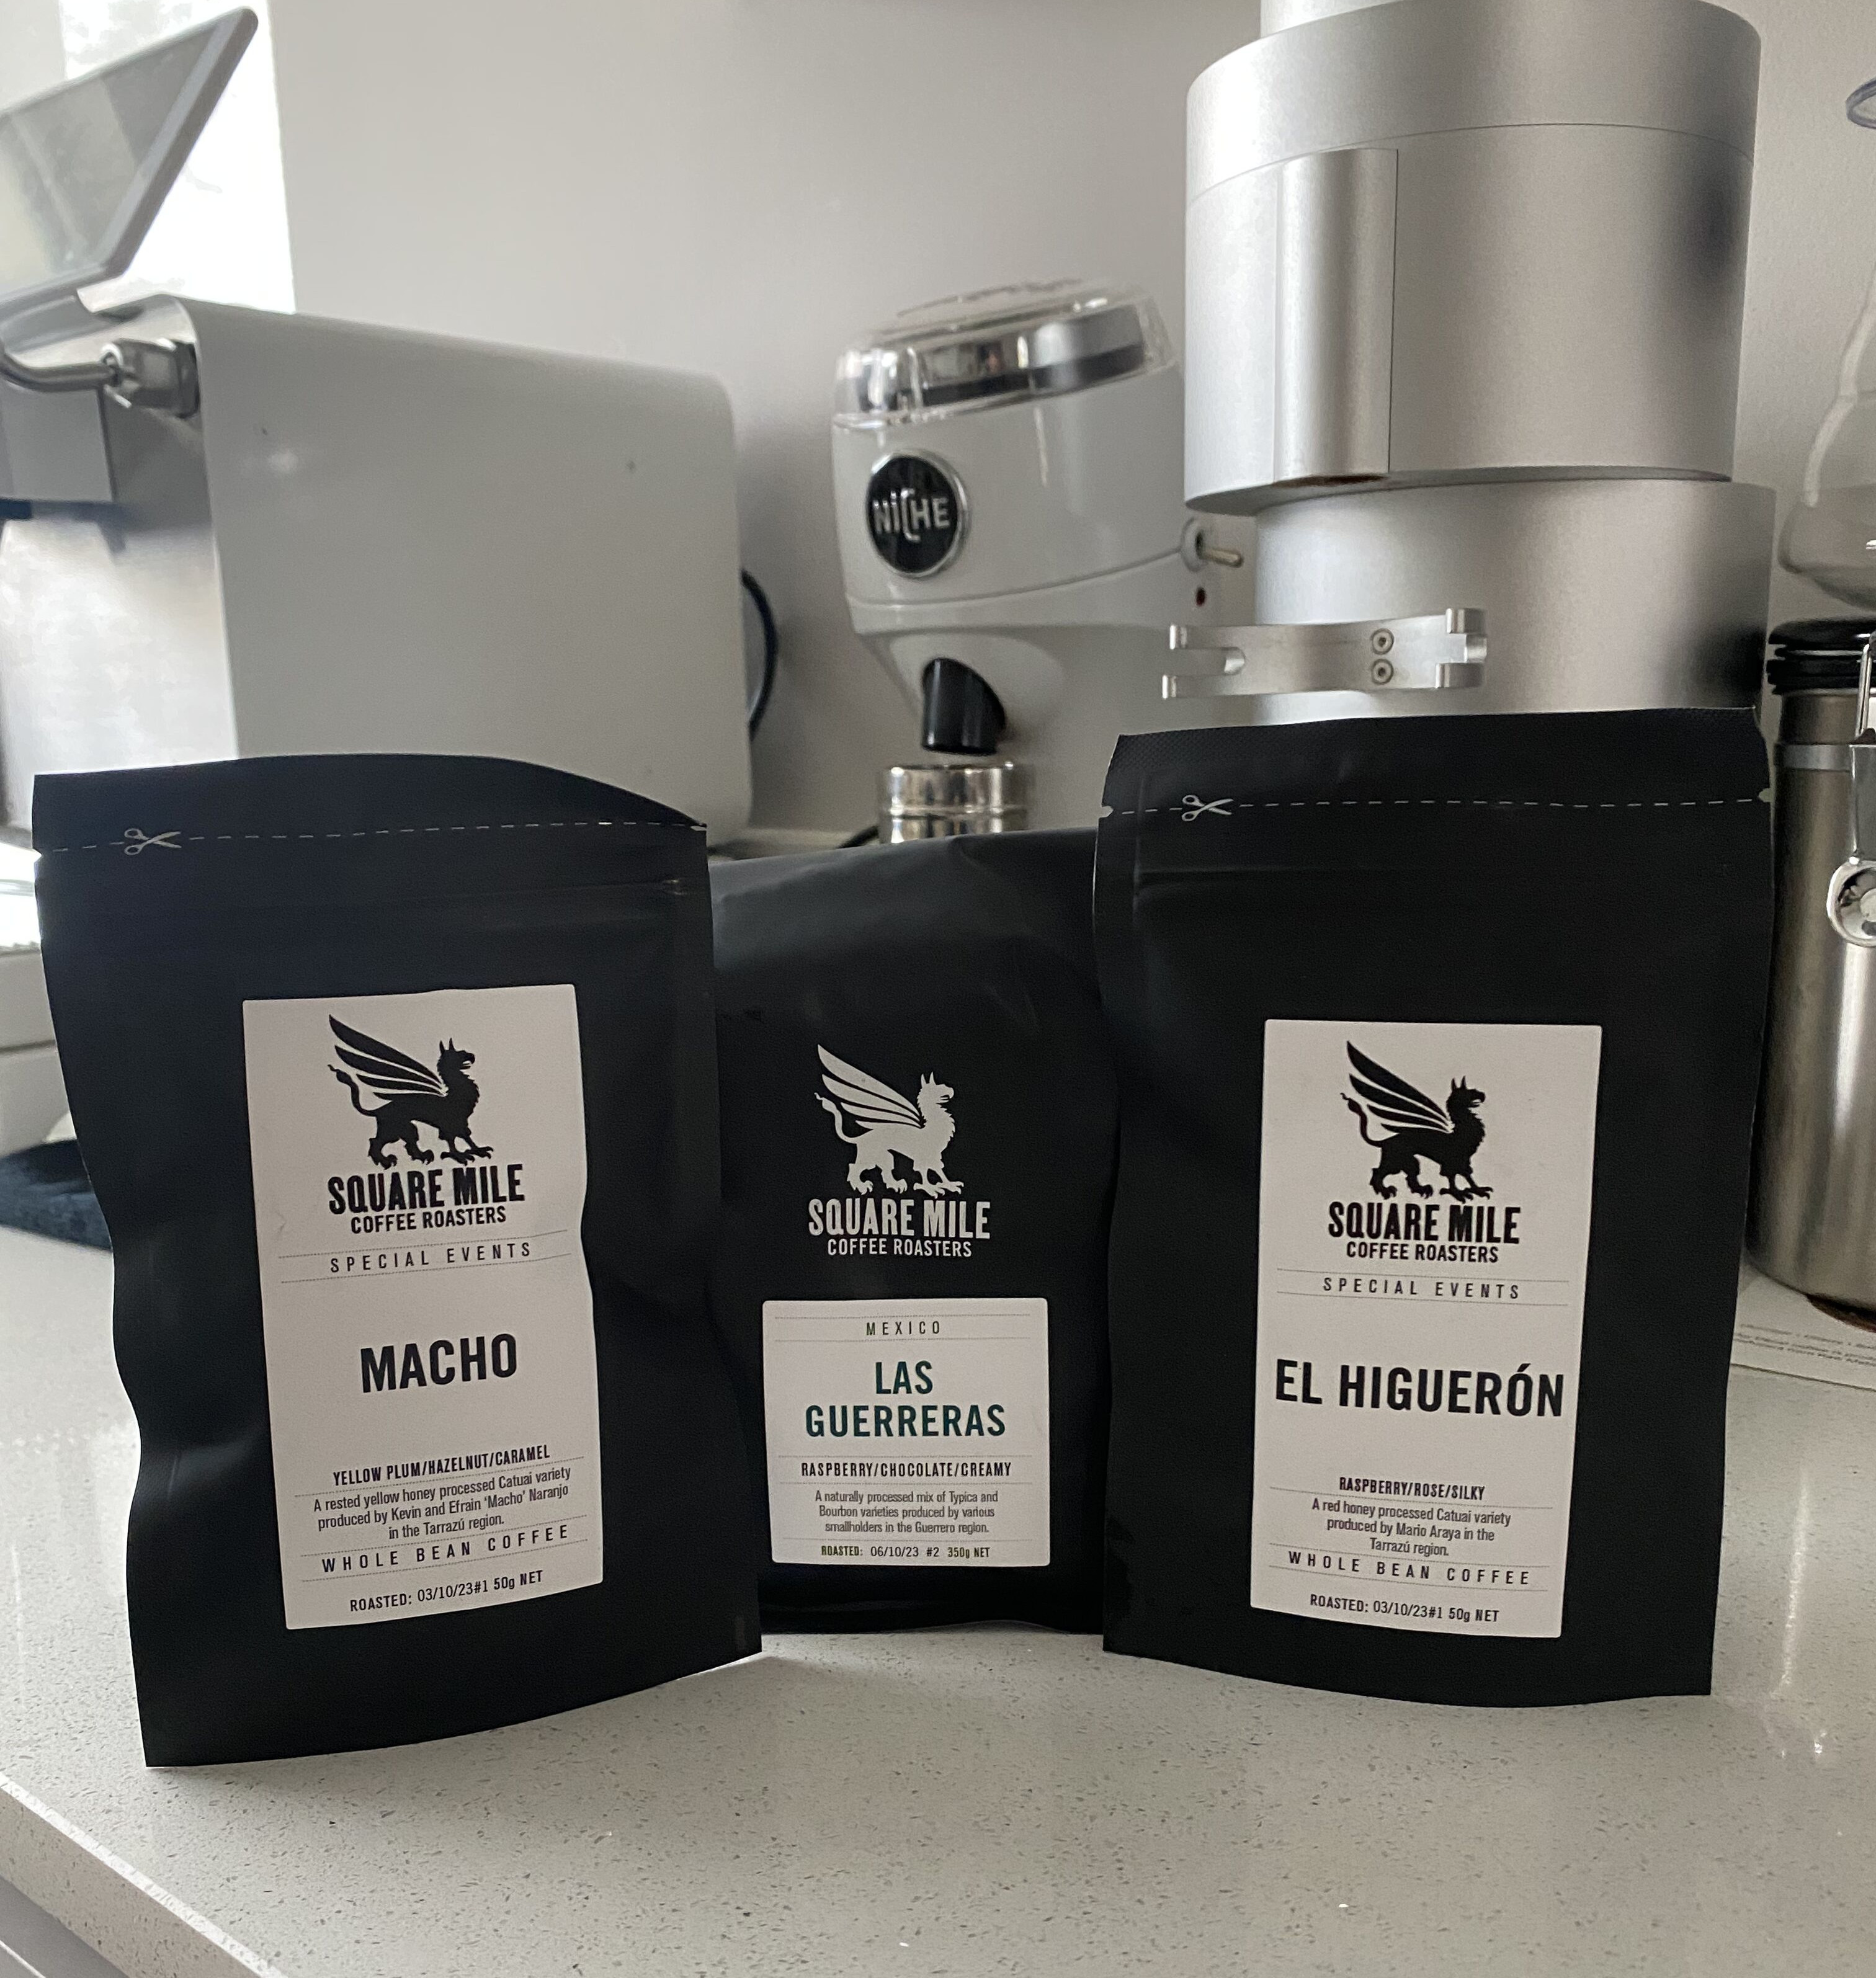 NICHE
SQUARE MILE
COFFEE ROASTERS
SPECIAL EVENTS
MACHO
YELLOW PLUM/HAZELNUT/CARAMEL
A rested yellow honey processed Catuai variety
produced by Kevin and Efrain ‘Macho’ Naranjo
in the Tarrazú region.
WHOLE BEAN COFFEE
ROASTED: 03/10/23#1 50g NET
SQUARE MILE
COFFEE ROASTERS
MEXICO
LAS
GUERRERAS
RASPBERRY/CHOCOLATE/CREAMY
A naturally processed mix of Typica and
Bourbon varieties produced by various
smallholders in the Guerrero region.
ROASTED: 06/10/23 #2 350g NET
SQUARE MILE
COFFEE ROASTERS
SPECIAL EVENTS
EL HIGUERÓN
RASPBERRY/ROSE/SILKY
A red honey processed Catuai variety
produced by Mario Araya in the
Tarrazú region.
WHOLE BEAN COFFEE
ROASTED: 03/10/23#1 50g NET